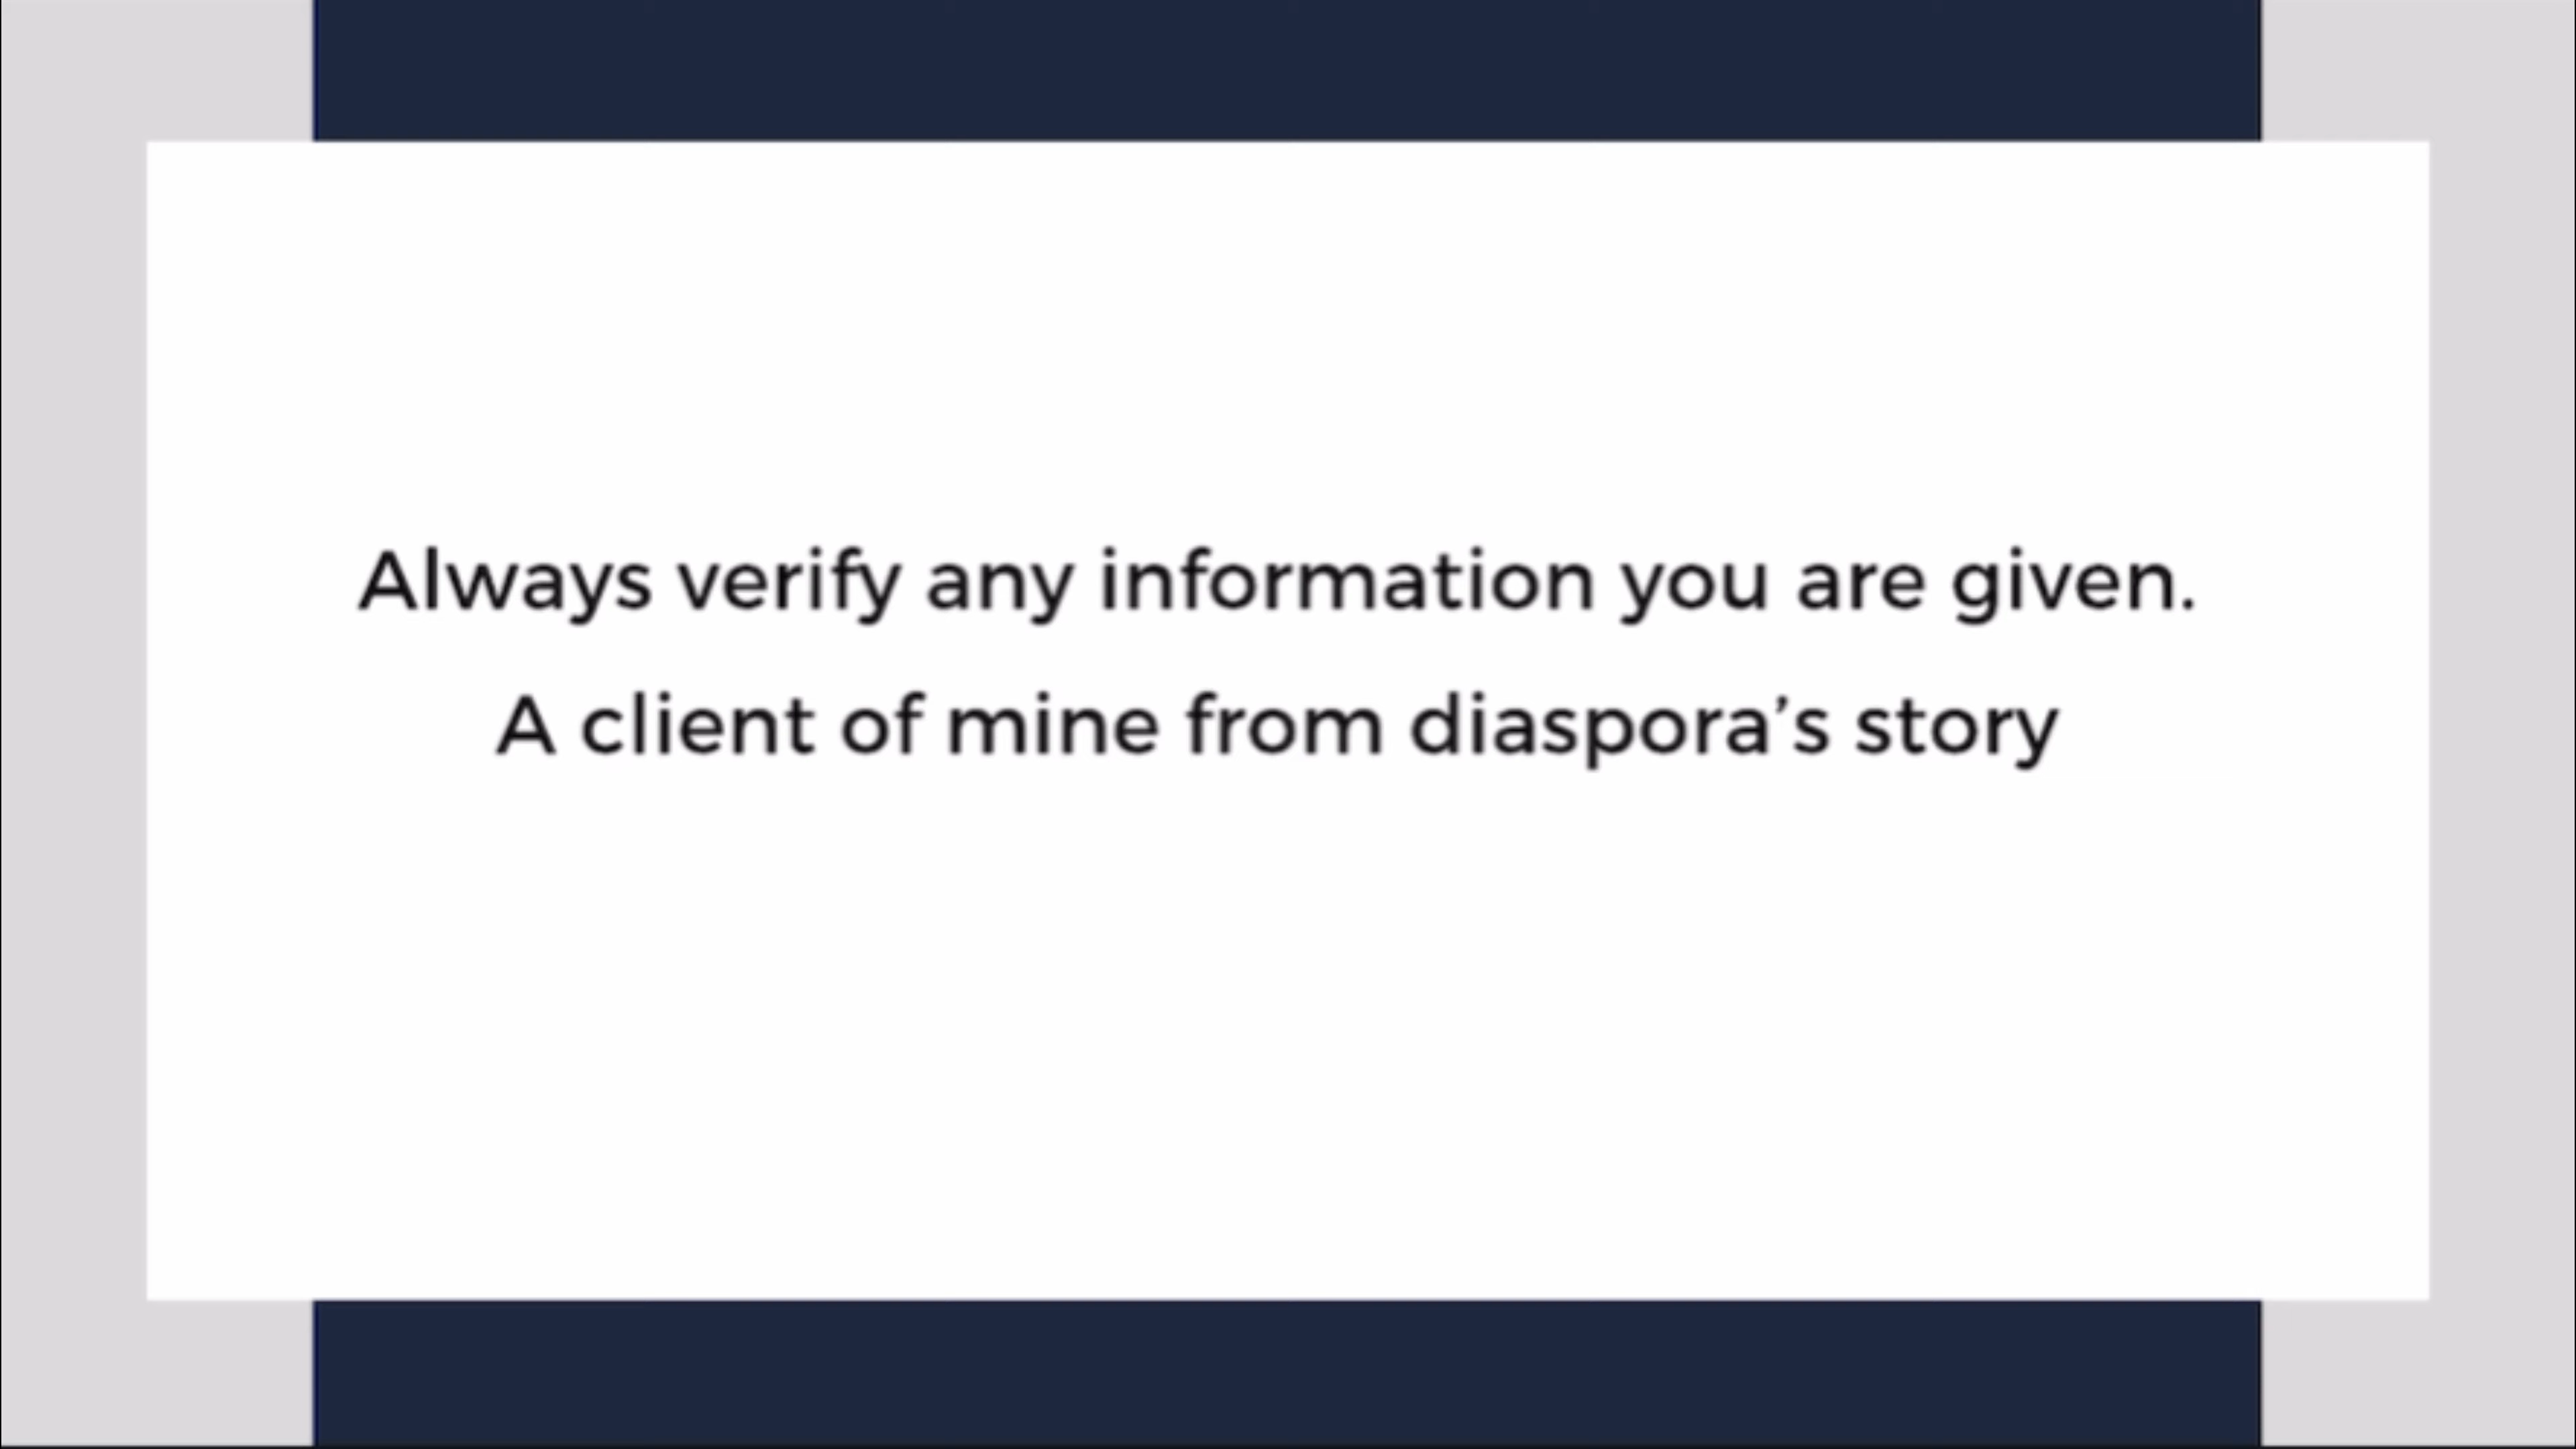 Always verify any information you are given.
A client of mine from diaspora’s story